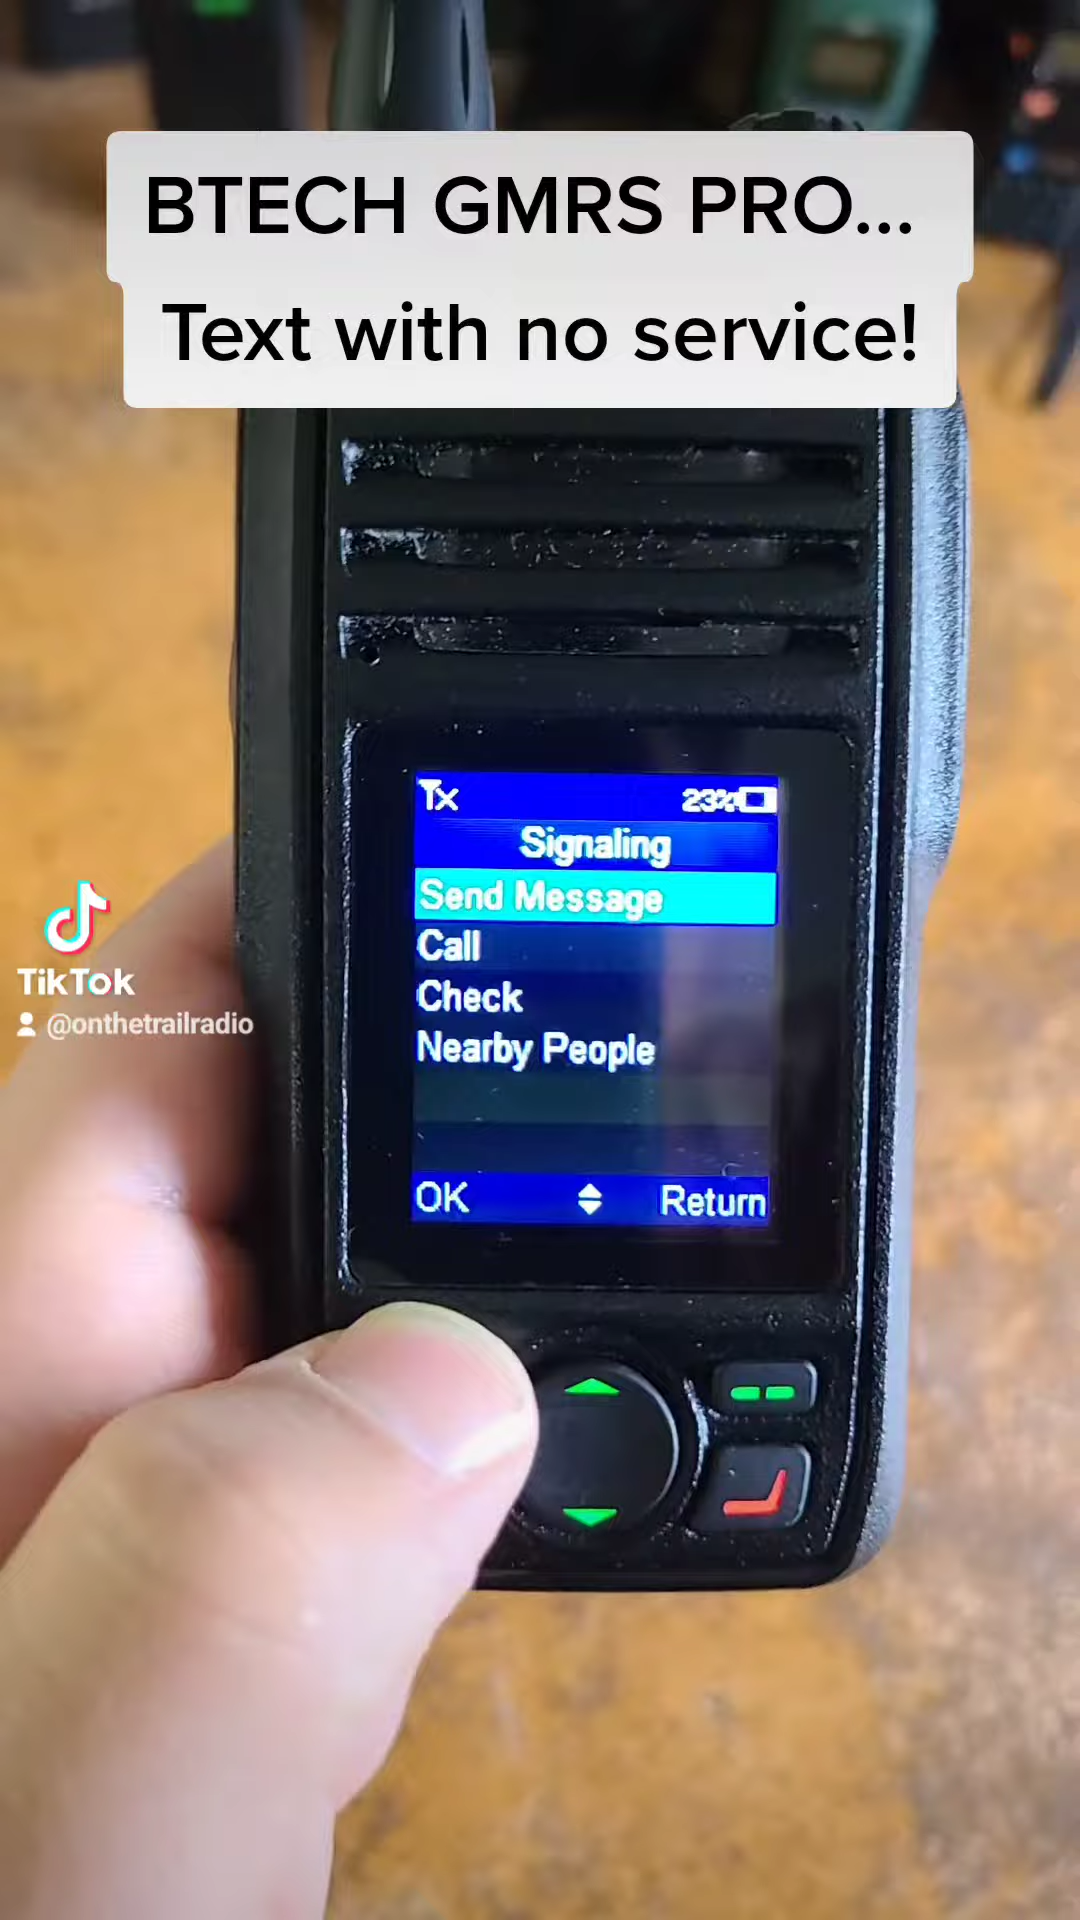 BTECH GMRS PRO...
Text with no service!
Tx 23%
Signaling
Send Message
Call
Check
Nearby People
OK Return
TikTok
@onthetrailradio